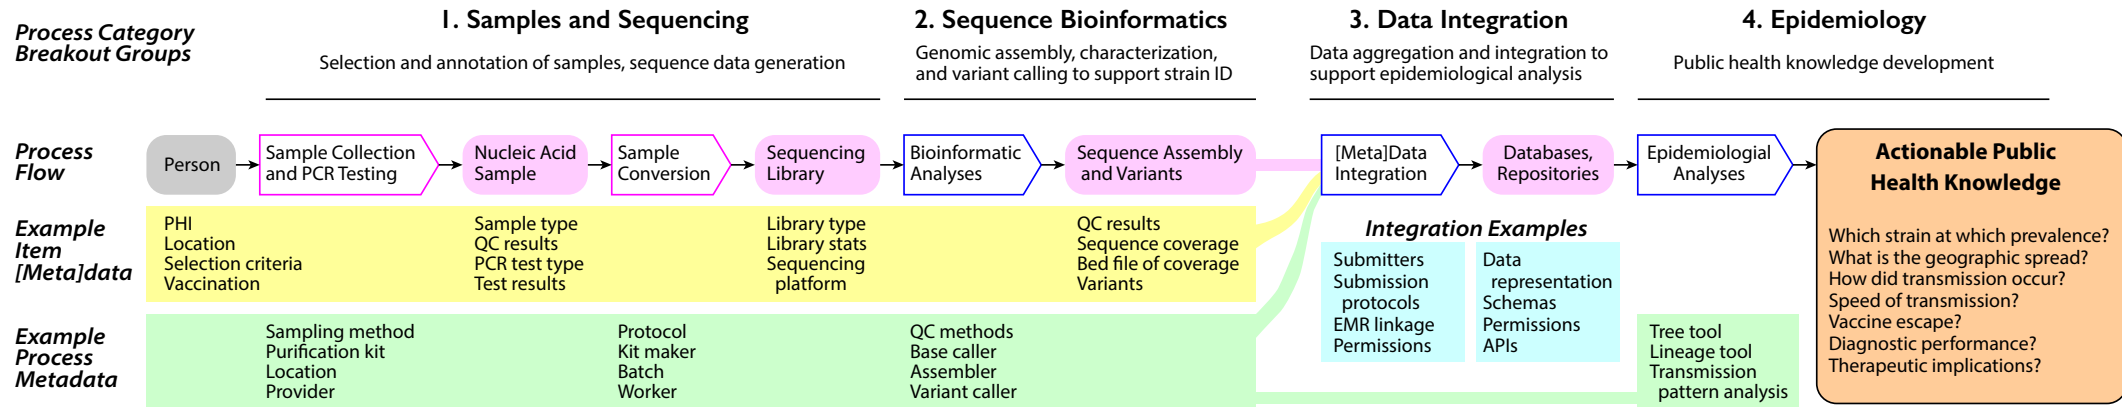 Process Category
Breakout Groups
1. Samples and Sequencing
Selection and annotation of samples, sequence data generation
2. Sequence Bioinformatics
Genomic assembly, characterization,
and variant calling to support strain ID
3. Data Integration
Data aggregation and integration to
support epidemiological analysis
4. Epidemiology
Public health knowledge development
Process
Flow
Person
Sample Collection
and PCR Testing
Nucleic Acid
Sample
Sample
Conversion
Sequencing
Library
Bioinformatic
Analyses
Sequence Assembly
and Variants
[Meta]Data
Integration
Databases,
Repositories
Epidemiologial
Analyses
Actionable Public
Health Knowledge
Which strain at which prevalence?
What is the geographic spread?
How did transmission occur?
Speed of transmission?
Vaccine escape?
Diagnostic performance?
Therapeutic implications?
Example
Item
[Meta]data
PHI
Location
Selection criteria
Vaccination
Sample type
QC results
PCR test type
Test results
Library type
Library stats
Sequencing
platform
QC results
Sequence coverage
Bed file of coverage
Variants
Integration Examples
Submitters
Submission
protocols
EMR linkage
Permissions
Data
representation
Schemas
Permissions
APIs
Example
Process
Metadata
Sampling method
Purification kit
Location
Provider
Protocol
Kit maker
Batch
Worker
QC methods
Base caller
Assembler
Variant caller
Tree tool
Lineage tool
Transmission
pattern analysis